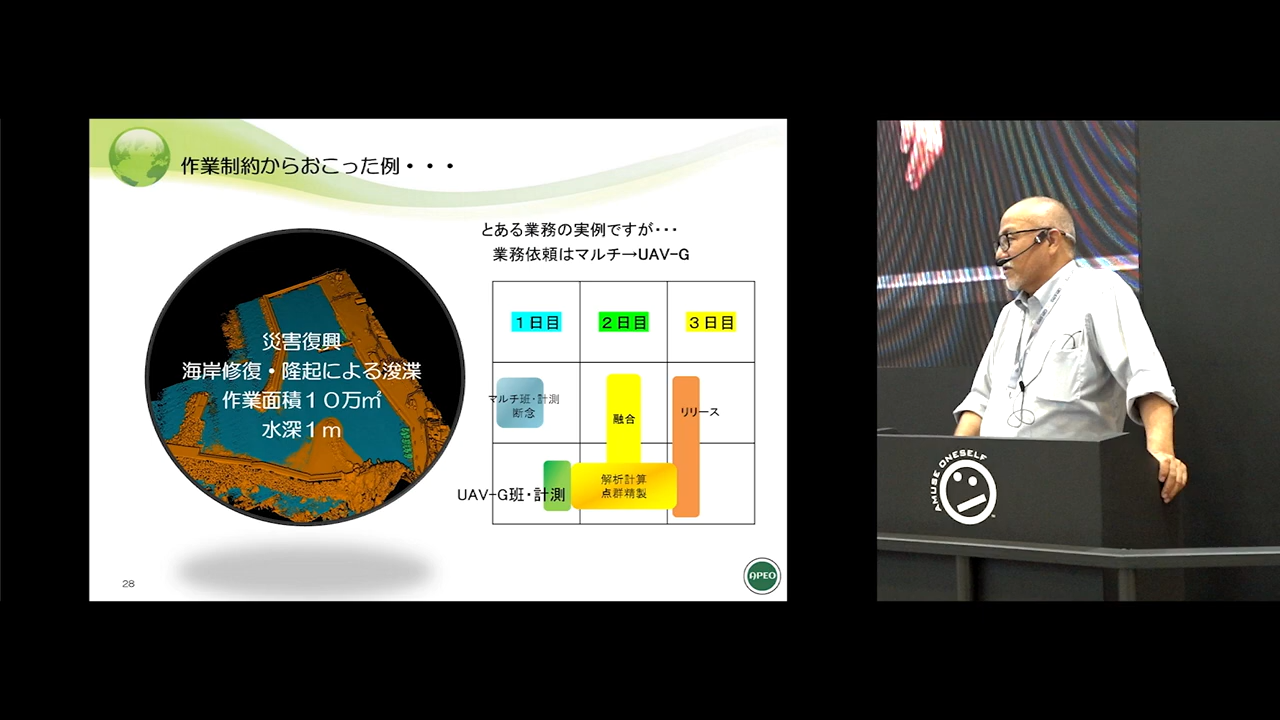 作業制約からおこった例・・・
とある業務の実例ですが・・・
業務依頼はマルチ→UAV-G
災害復興
海岸修復・隆起による浚渫
作業面積１０万㎡
水深１ｍ
１日目
２日目
３日目
マルチ班・計測
断念
融合
リリース
UAV-G班・計測
解析計算
点群精製
28
APEO
AMUSE ONESELF